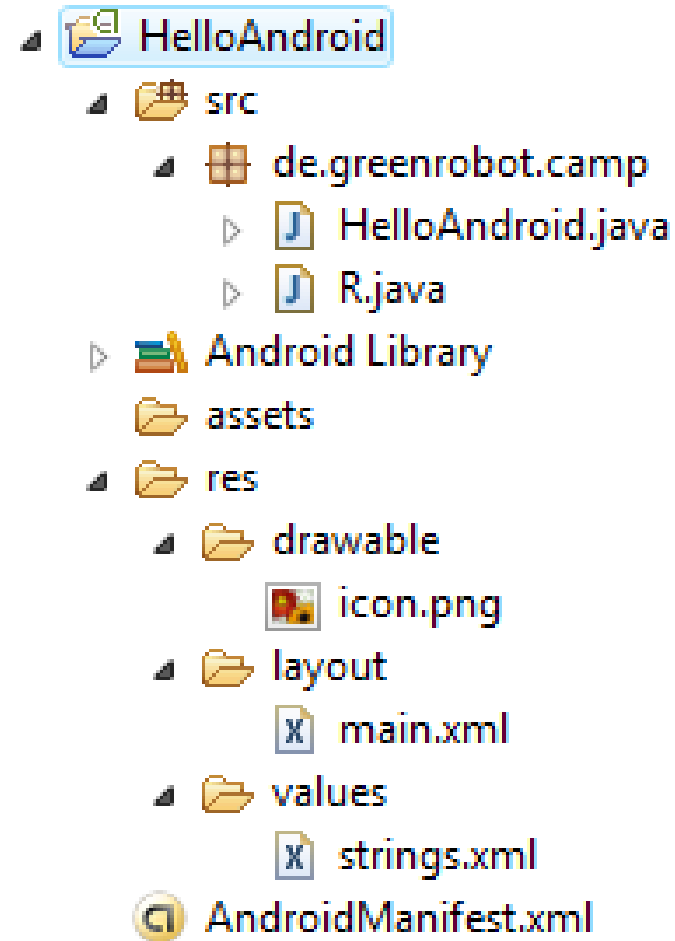 HelloAndroid
src
de.greenrobot.camp
HelloAndroid.java
R.java
Android Library
assets
res
drawable
icon.png
layout
main.xml
values
strings.xml
AndroidManifest.xml